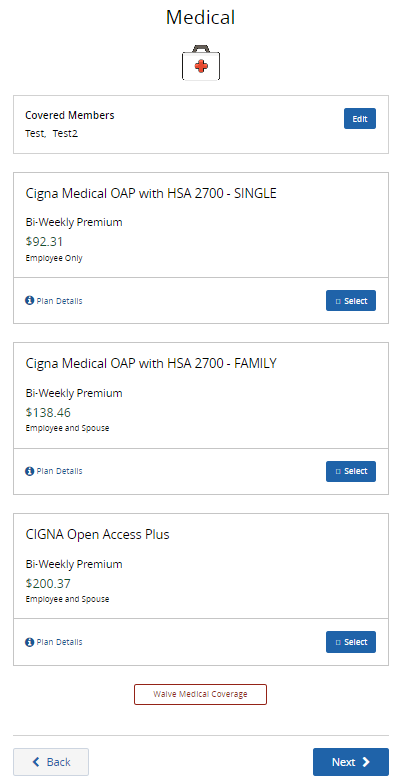 Medical
Covered Members
Edit
Test, Test2
Cigna Medical OAP with HSA 2700 - SINGLE
Bi-Weekly Premium
$92.31
Employee Only
Plan Details
Select
Cigna Medical OAP with HSA 2700 - FAMILY
Bi-Weekly Premium
$138.46
Employee and Spouse
Plan Details
Select
CIGNA Open Access Plus
Bi-Weekly Premium
$200.37
Employee and Spouse
Plan Details
Select
Waive Medical Coverage
Back
Next